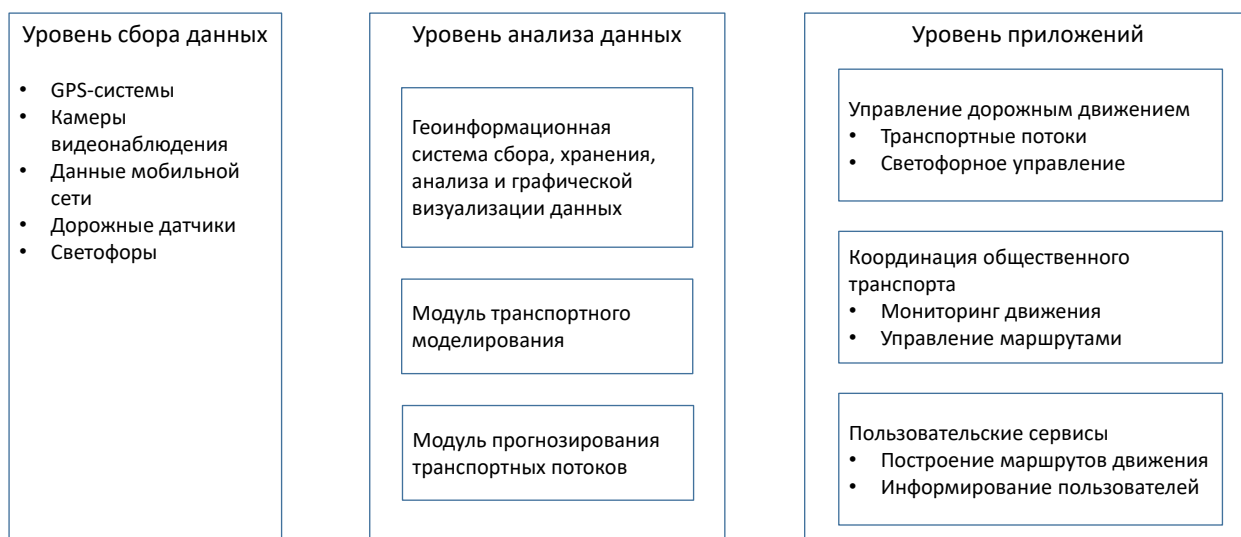 Уровень сбора данных
• GPS-системы
• Камеры
видеонаблюдения
• Данные мобильной
сети
• Дорожные датчики
• Светофоры
Уровень анализа данных
Геоинформационная
система сбора, хранения,
анализа и графической
визуализации данных
Модуль транспортного
моделирования
Модуль прогнозирования
транспортных потоков
Уровень приложений
Управление дорожным движением
• Транспортные потоки
• Светофорное управление
Координация общественного
транспорта
• Мониторинг движения
• Управление маршрутами
Пользовательские сервисы
• Построение маршрутов движения
• Информирование пользователей